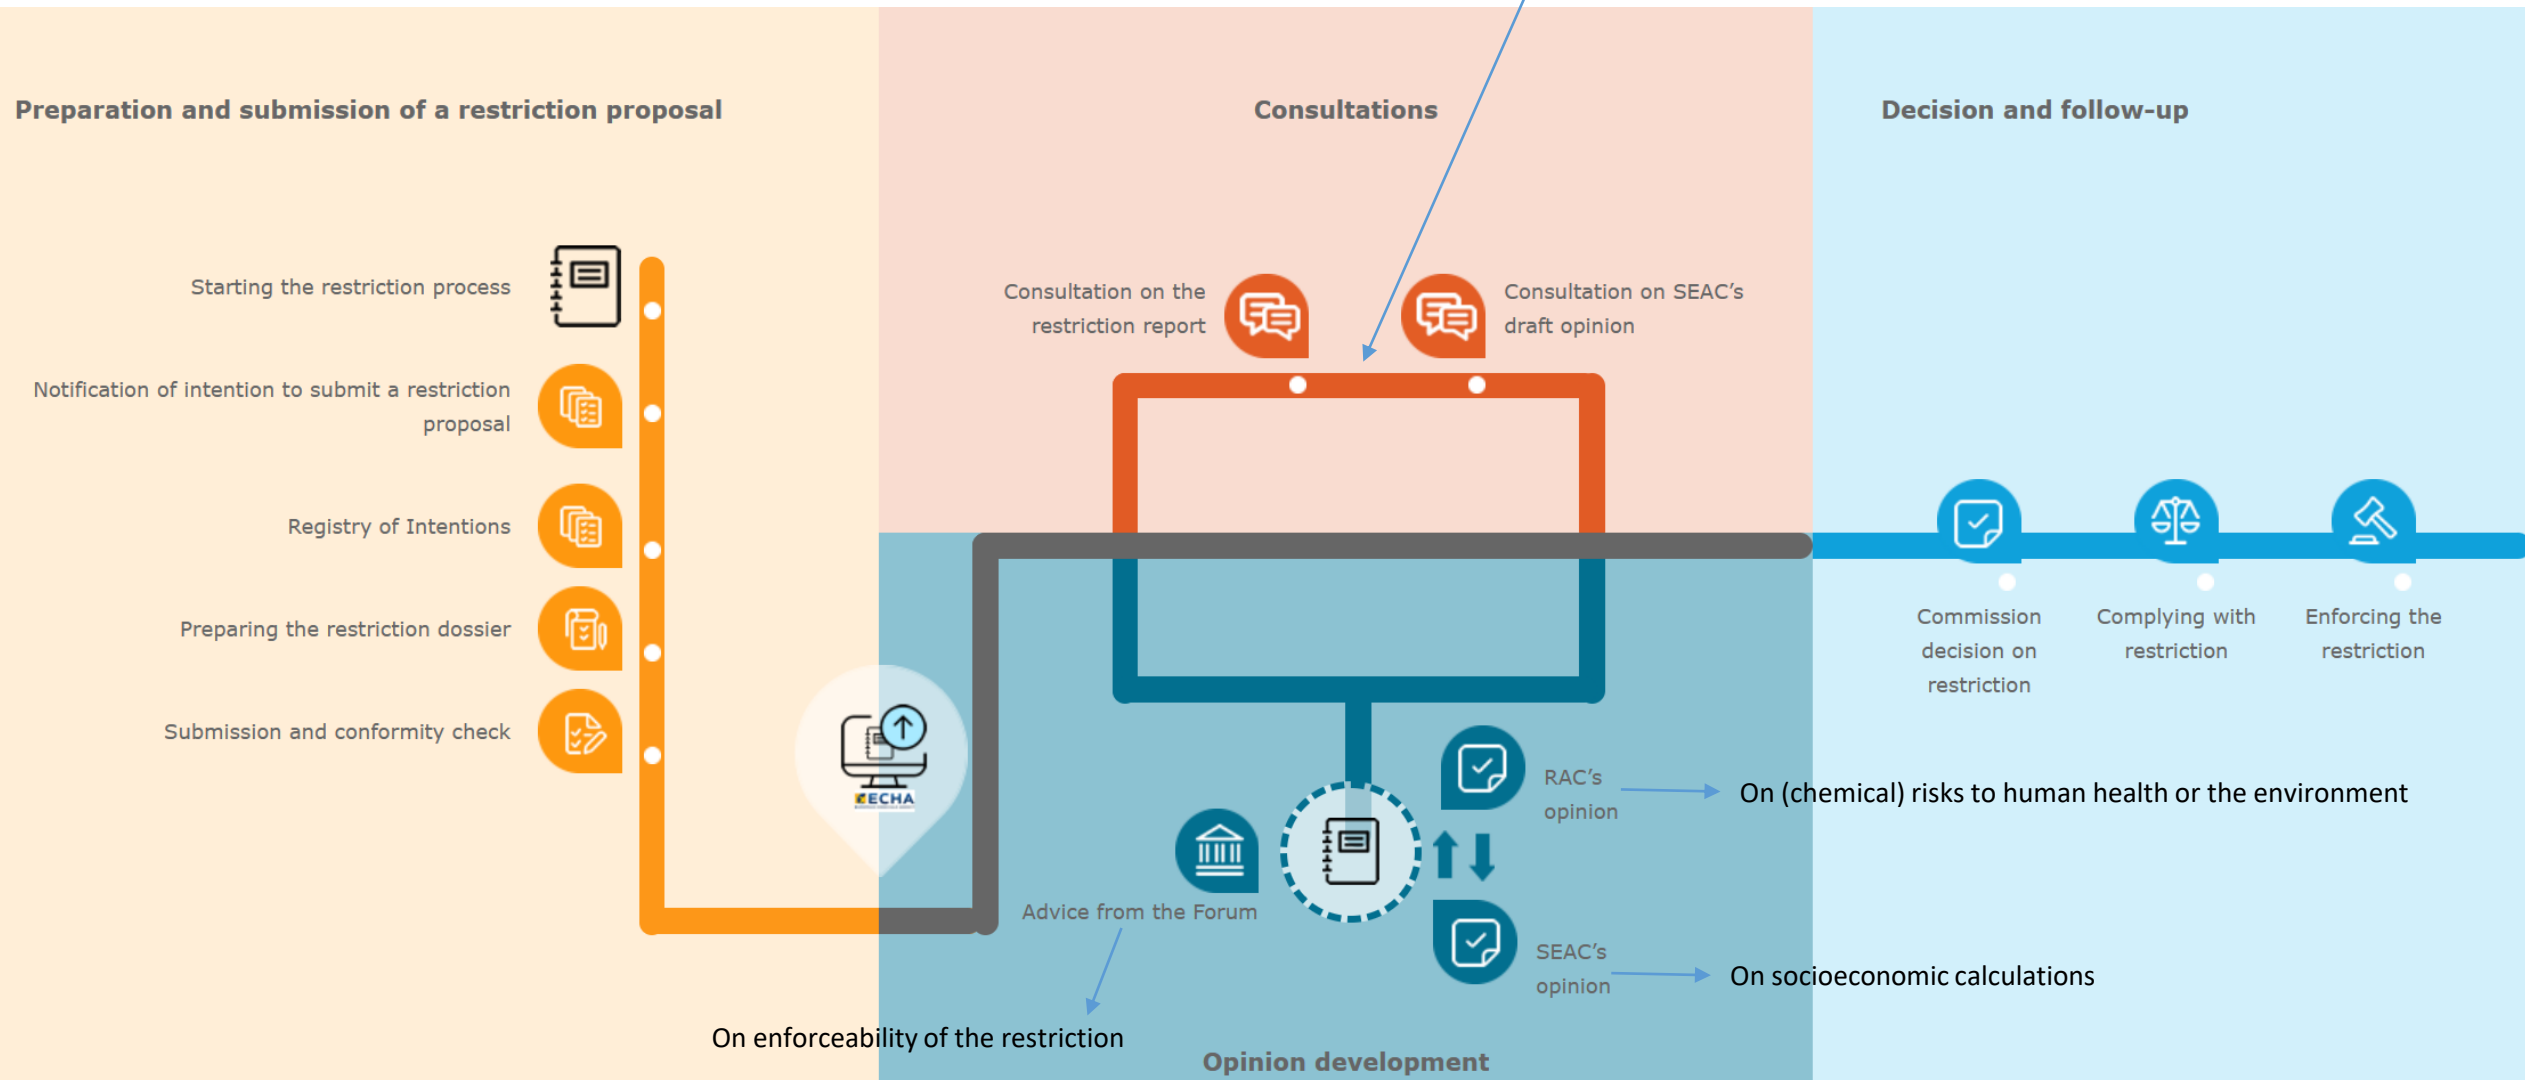 Preparation and submission of a restriction proposal
Starting the restriction process
Notification of intention to submit a restriction
proposal
Registry of Intentions
Preparing the restriction dossier
Submission and conformity check
ECHA
Consultations
Consultation on the
restriction report
Consultation on SEAC’s
draft opinion
RAC’s
opinion
On (chemical) risks to human health or the environment
Advice from the Forum
On enforceability of the restriction
SEAC’s
opinion
On socioeconomic calculations
Opinion development
Decision and follow-up
Commission
decision on
restriction
Complying with
restriction
Enforcing the
restriction